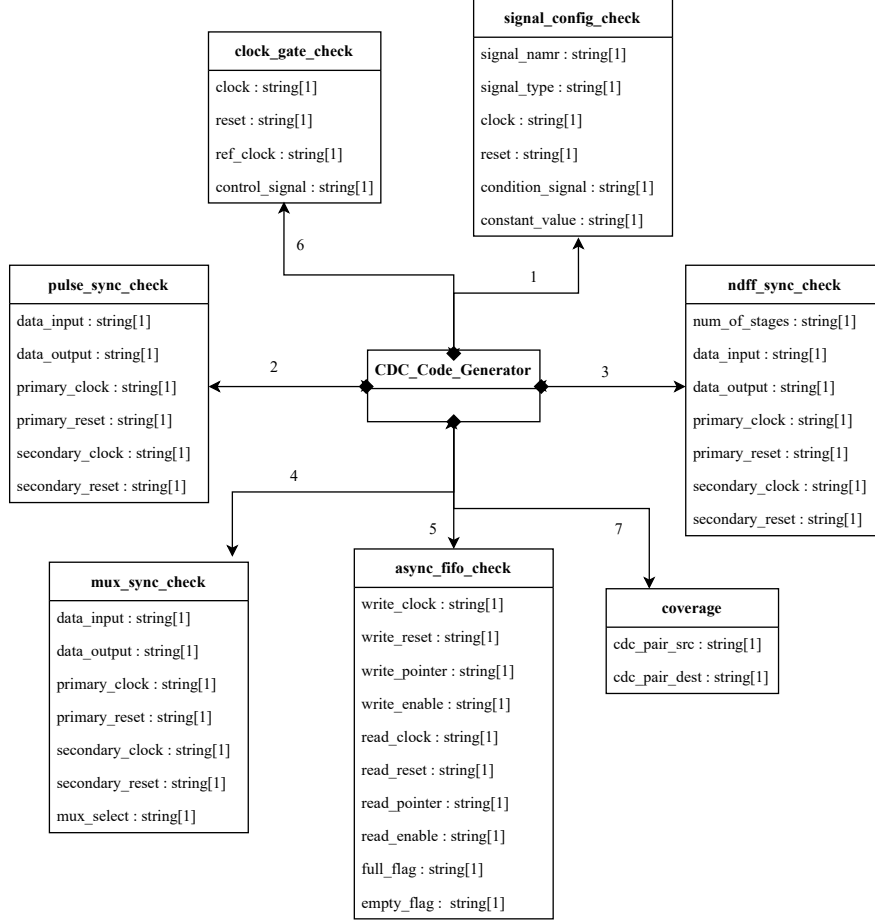 signal_config_check
signal_namr : string[1]
signal_type : string[1]
clock : string[1]
reset : string[1]
condition_signal : string[1]
constant_value : string[1]
clock_gate_check
clock : string[1]
reset : string[1]
ref_clock : string[1]
control_signal : string[1]
6
1
pulse_sync_check
data_input : string[1]
data_output : string[1]
primary_clock : string[1]
primary_reset : string[1]
secondary_clock : string[1]
secondary_reset : string[1]
2
CDC_Code_Generator
3
ndff_sync_check
num_of_stages : string[1]
data_input : string[1]
data_output : string[1]
primary_clock : string[1]
primary_reset : string[1]
secondary_clock : string[1]
secondary_reset : string[1]
4
5
7
mux_sync_check
data_input : string[1]
data_output : string[1]
primary_clock : string[1]
primary_reset : string[1]
secondary_clock : string[1]
secondary_reset : string[1]
mux_select : string[1]
async_fifo_check
write_clock : string[1]
write_reset : string[1]
write_pointer : string[1]
write_enable : string[1]
read_clock : string[1]
read_reset : string[1]
read_pointer : string[1]
read_enable : string[1]
full_flag : string[1]
empty_flag : string[1]
coverage
cdc_pair_src : string[1]
cdc_pair_dest : string[1]